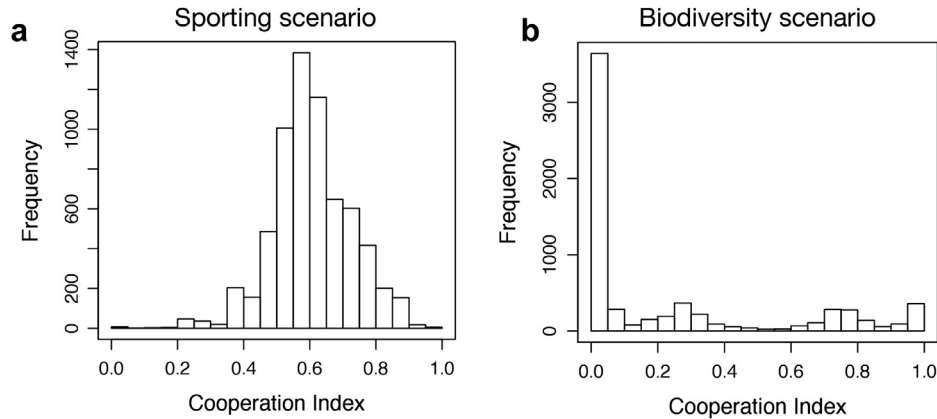 a
Sporting scenario
Frequency
0
200
600
1000
1400
0.0 0.2 0.4 0.6 0.8 1.0
Cooperation Index
b
Biodiversity scenario
Frequency
0
1000
2000
3000
0.0 0.2 0.4 0.6 0.8 1.0
Cooperation Index